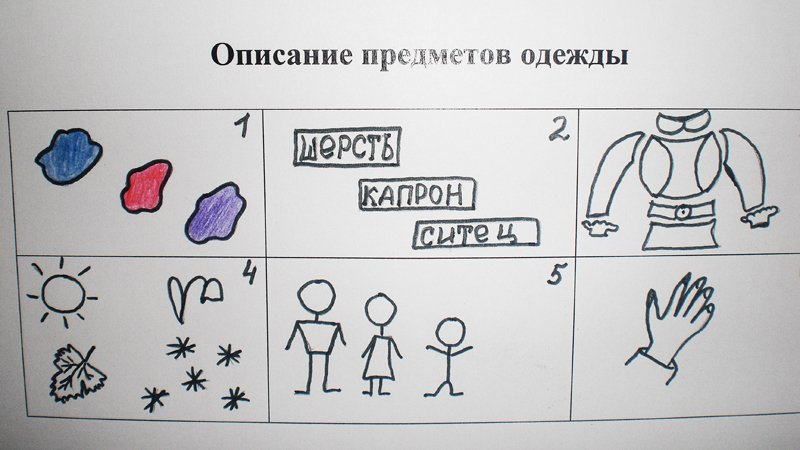 Описание предметов одежды
1
2
шерсть
капрон
ситец
4
5